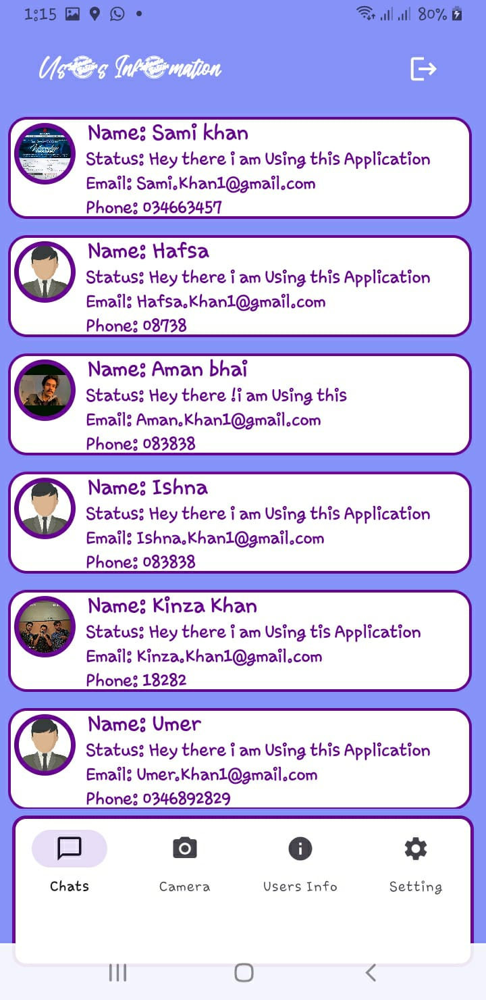 1:15
80%
Users Information
Name: Sami khan
Status: Hey there i am Using this Application
Email: Sami.Khan1@gmail.com
Phone: 034663457
Name: Hafsa
Status: Hey there i am Using this Application
Email: Hafsa.Khan1@gmail.com
Phone: 08738
Name: Aman bhai
Status: Hey there !i am Using this
Email: Aman.Khan1@gmail.com
Phone: 083838
Name: Ishna
Status: Hey there i am Using this Application
Email: Ishna.Khan1@gmail.com
Phone: 083838
Name: Kinza Khan
Status: Hey there i am Using tis Application
Email: Kinza.Khan1@gmail.com
Phone: 18282
Name: Umer
Status: Hey there i am Using this Application
Email: Umer.Khan1@gmail.com
Phone: 0346892829
Chats
Camera
Users Info
Setting